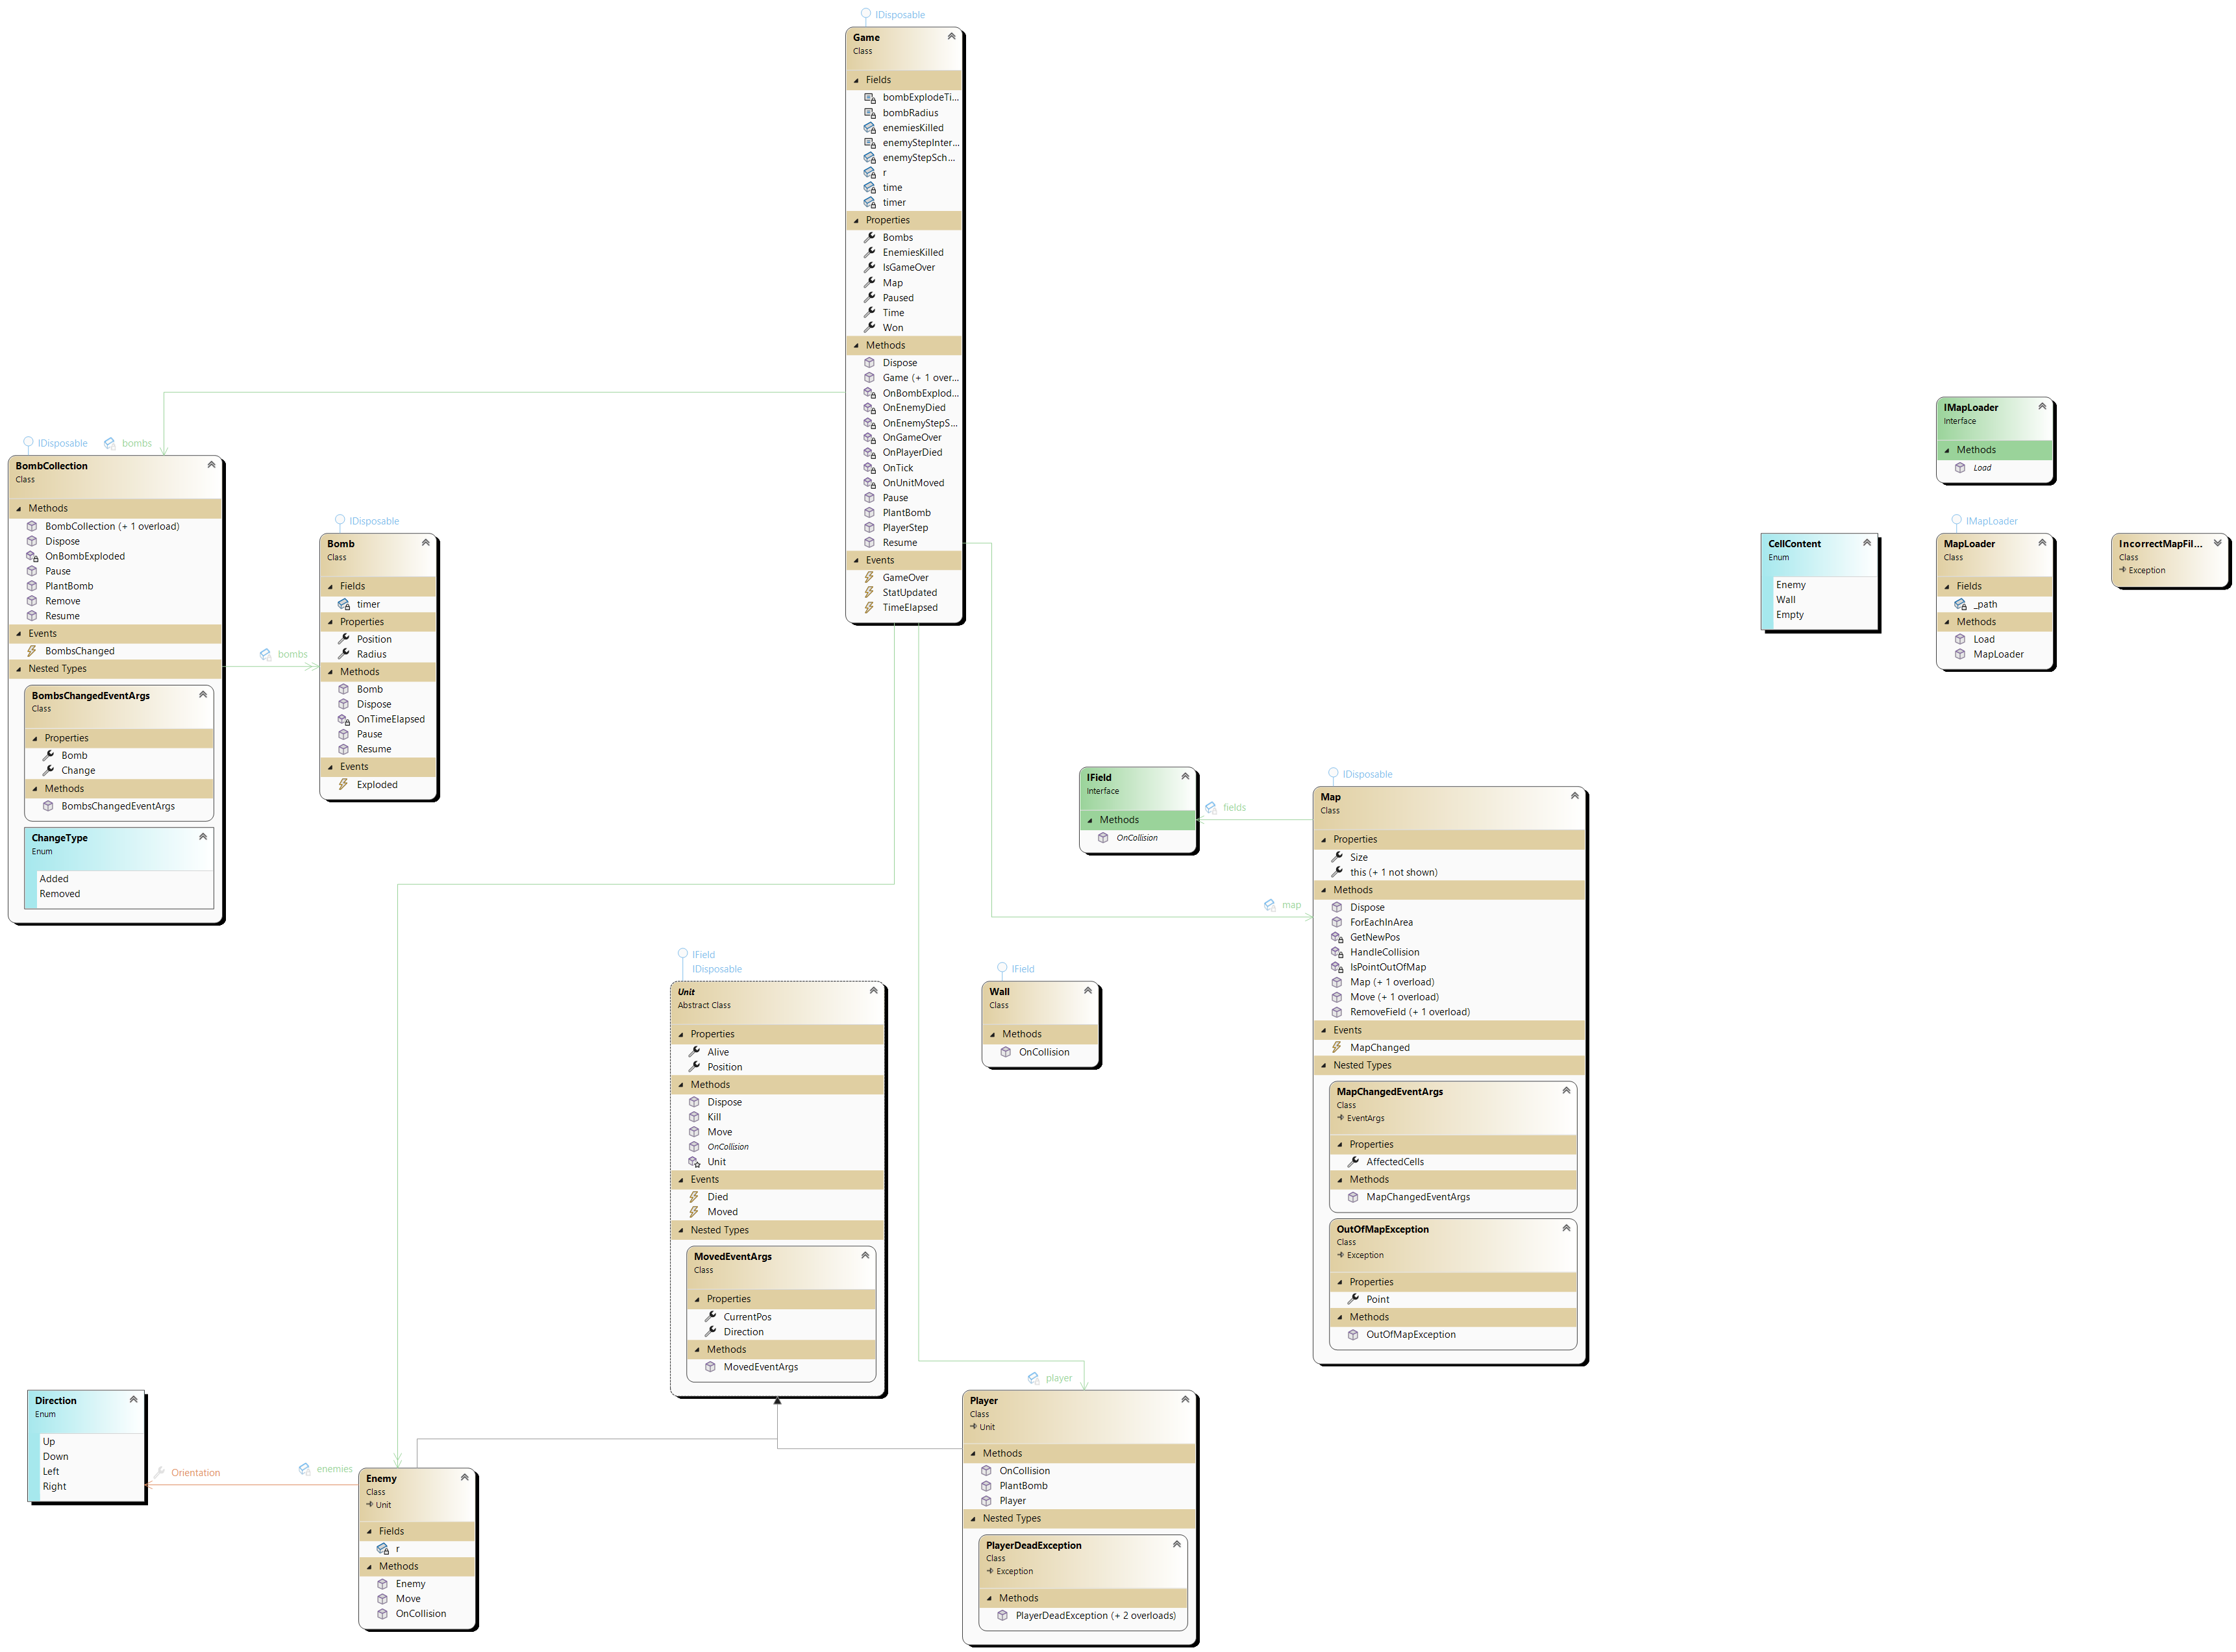 IDisposable
Game
Class
Fields
bombExplodeTi...
bombRadius
enemiesKilled
enemyStepInter...
enemyStepSch...
r
time
timer
Properties
Bombs
EnemiesKilled
IsGameOver
Map
Paused
Time
Won
Methods
Dispose
Game (+ 1 over...
OnBombExplod...
OnEnemyDied
OnEnemyStepS...
OnGameOver
OnPlayerDied
OnTick
OnUnitMoved
Pause
PlantBomb
PlayerStep
Resume
Events
GameOver
StatUpdated
TimeElapsed
IDisposable
bombs
BombCollection
Class
Methods
BombCollection (+ 1 overload)
Dispose
OnBombExploded
Pause
PlantBomb
Remove
Resume
Events
BombsChanged
Nested Types
BombsChangedEventArgs
Class
Properties
Bomb
Change
Methods
BombsChangedEventArgs
ChangeType
Enum
Added
Removed
bombs
IDisposable
Bomb
Class
Fields
timer
Properties
Position
Radius
Methods
Bomb
Dispose
OnTimeElapsed
Pause
Resume
Events
Exploded
IMapLoader
Interface
Methods
Load
CellContent
Enum
Enemy
Wall
Empty
IMapLoader
MapLoader
Class
Fields
_path
Methods
Load
MapLoader
IncorrectMapFil...
Class
Exception
IField
Interface
Methods
OnCollision
fields
map
IDisposable
Map
Class
Properties
Size
this (+ 1 not shown)
Methods
Dispose
ForEachInArea
GetNewPos
HandleCollision
IsPointOutOfMap
Map (+ 1 overload)
Move (+ 1 overload)
RemoveField (+ 1 overload)
Events
MapChanged
Nested Types
MapChangedEventArgs
Class
EventArgs
Properties
AffectedCells
Methods
MapChangedEventArgs
OutOfMapException
Class
Exception
Properties
Point
Methods
OutOfMapException
IField
IDisposable
Unit
Abstract Class
Properties
Alive
Position
Methods
Dispose
Kill
Move
OnCollision
Unit
Events
Died
Moved
Nested Types
MovedEventArgs
Class
Properties
CurrentPos
Direction
Methods
MovedEventArgs
IField
Wall
Class
Methods
OnCollision
Direction
Enum
Up
Down
Left
Right
Orientation
enemies
Enemy
Class
Unit
Fields
r
Methods
Enemy
Move
OnCollision
player
Player
Class
Unit
Methods
OnCollision
PlantBomb
Player
Nested Types
PlayerDeadException
Class
Exception
Methods
PlayerDeadException (+ 2 overloads)